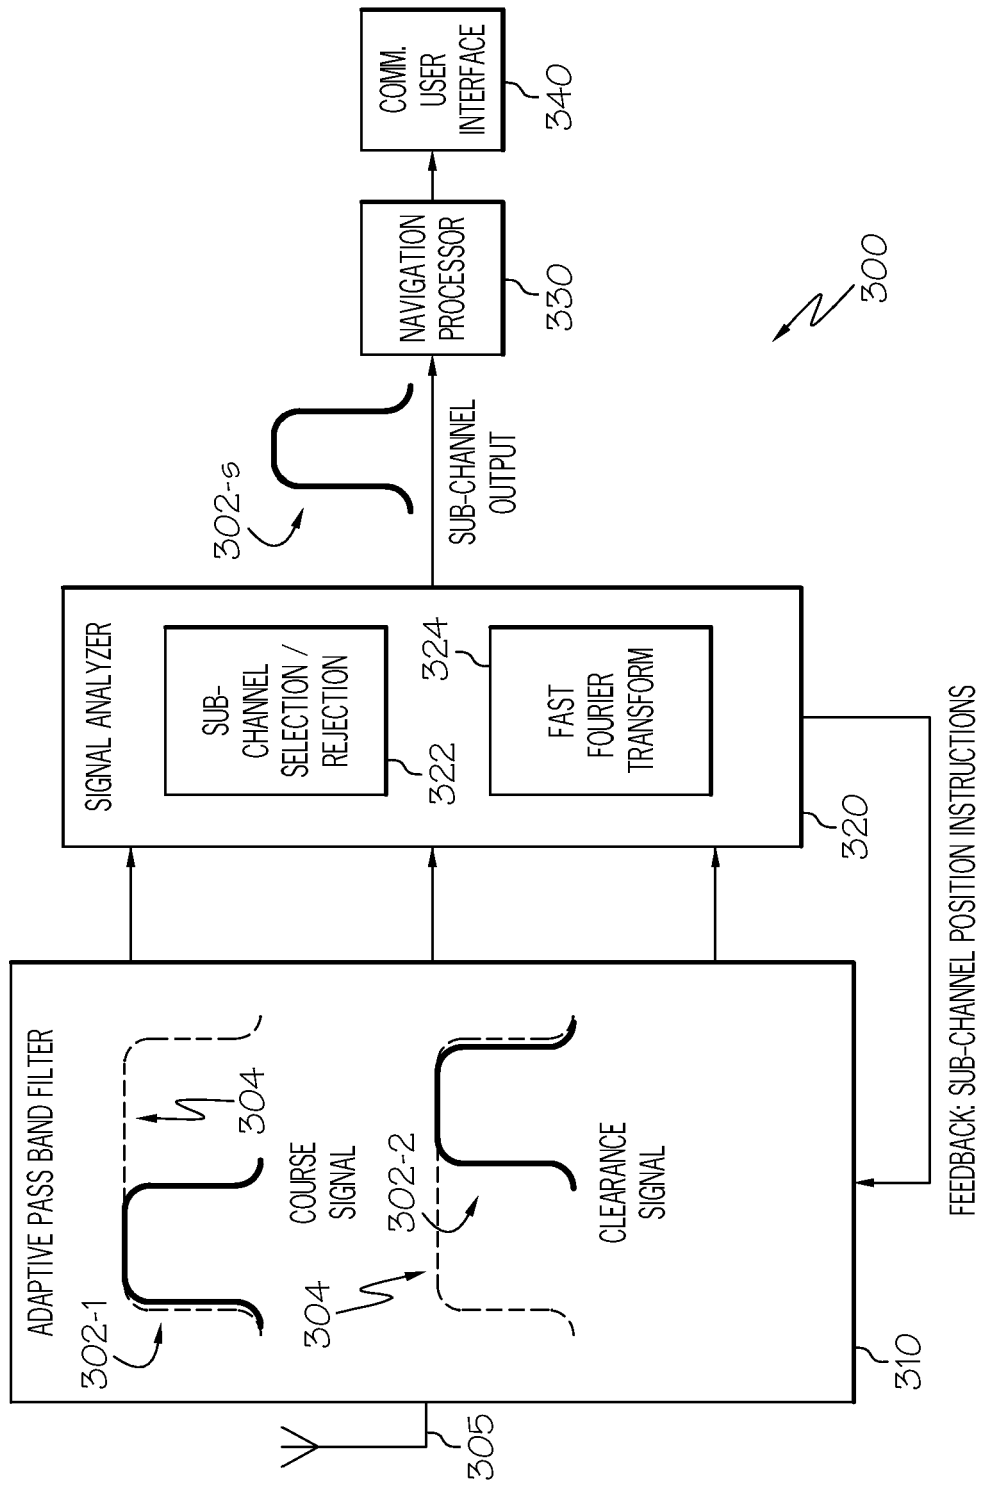 ADAPTIVE PASS BAND FILTER
302-1
304
COURSE
SIGNAL
304
302-2
CLEARANCE
SIGNAL
305
310
SIGNAL ANALYZER
SUB-
CHANNEL
SELECTION /
REJECTION
322
324
FAST
FOURIER
TRANSFORM
320
FEEDBACK: SUB-CHANNEL POSITION INSTRUCTIONS
302-s
SUB-CHANNEL
OUTPUT
NAVIGATION
PROCESSOR
330
COMM.
USER
INTERFACE
340
300